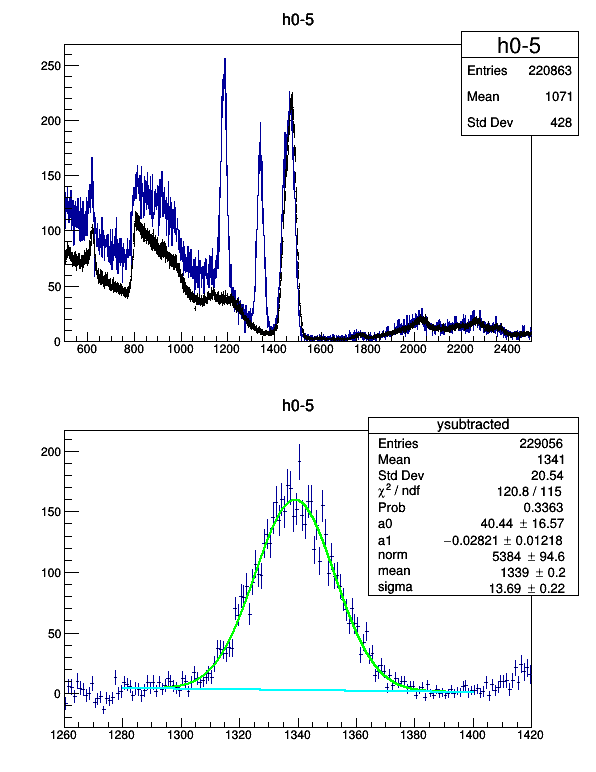 h0-5
h0-5
Entries 220863
Mean 1071
Std Dev 428
250
200
150
100
50
0
600 800 1000 1200 1400 1600 1800 2000 2200 2400
h0-5
ysubtracted
Entries 229056
Mean 1341
Std Dev 20.54
χ² / ndf 120.8 / 115
Prob 0.3363
a0 40.44 ± 16.57
a1 −0.02821 ± 0.01218
norm 5384 ± 94.6
mean 1339 ± 0.2
sigma 13.69 ± 0.22
200
150
100
50
0
1260 1280 1300 1320 1340 1360 1380 1400 1420